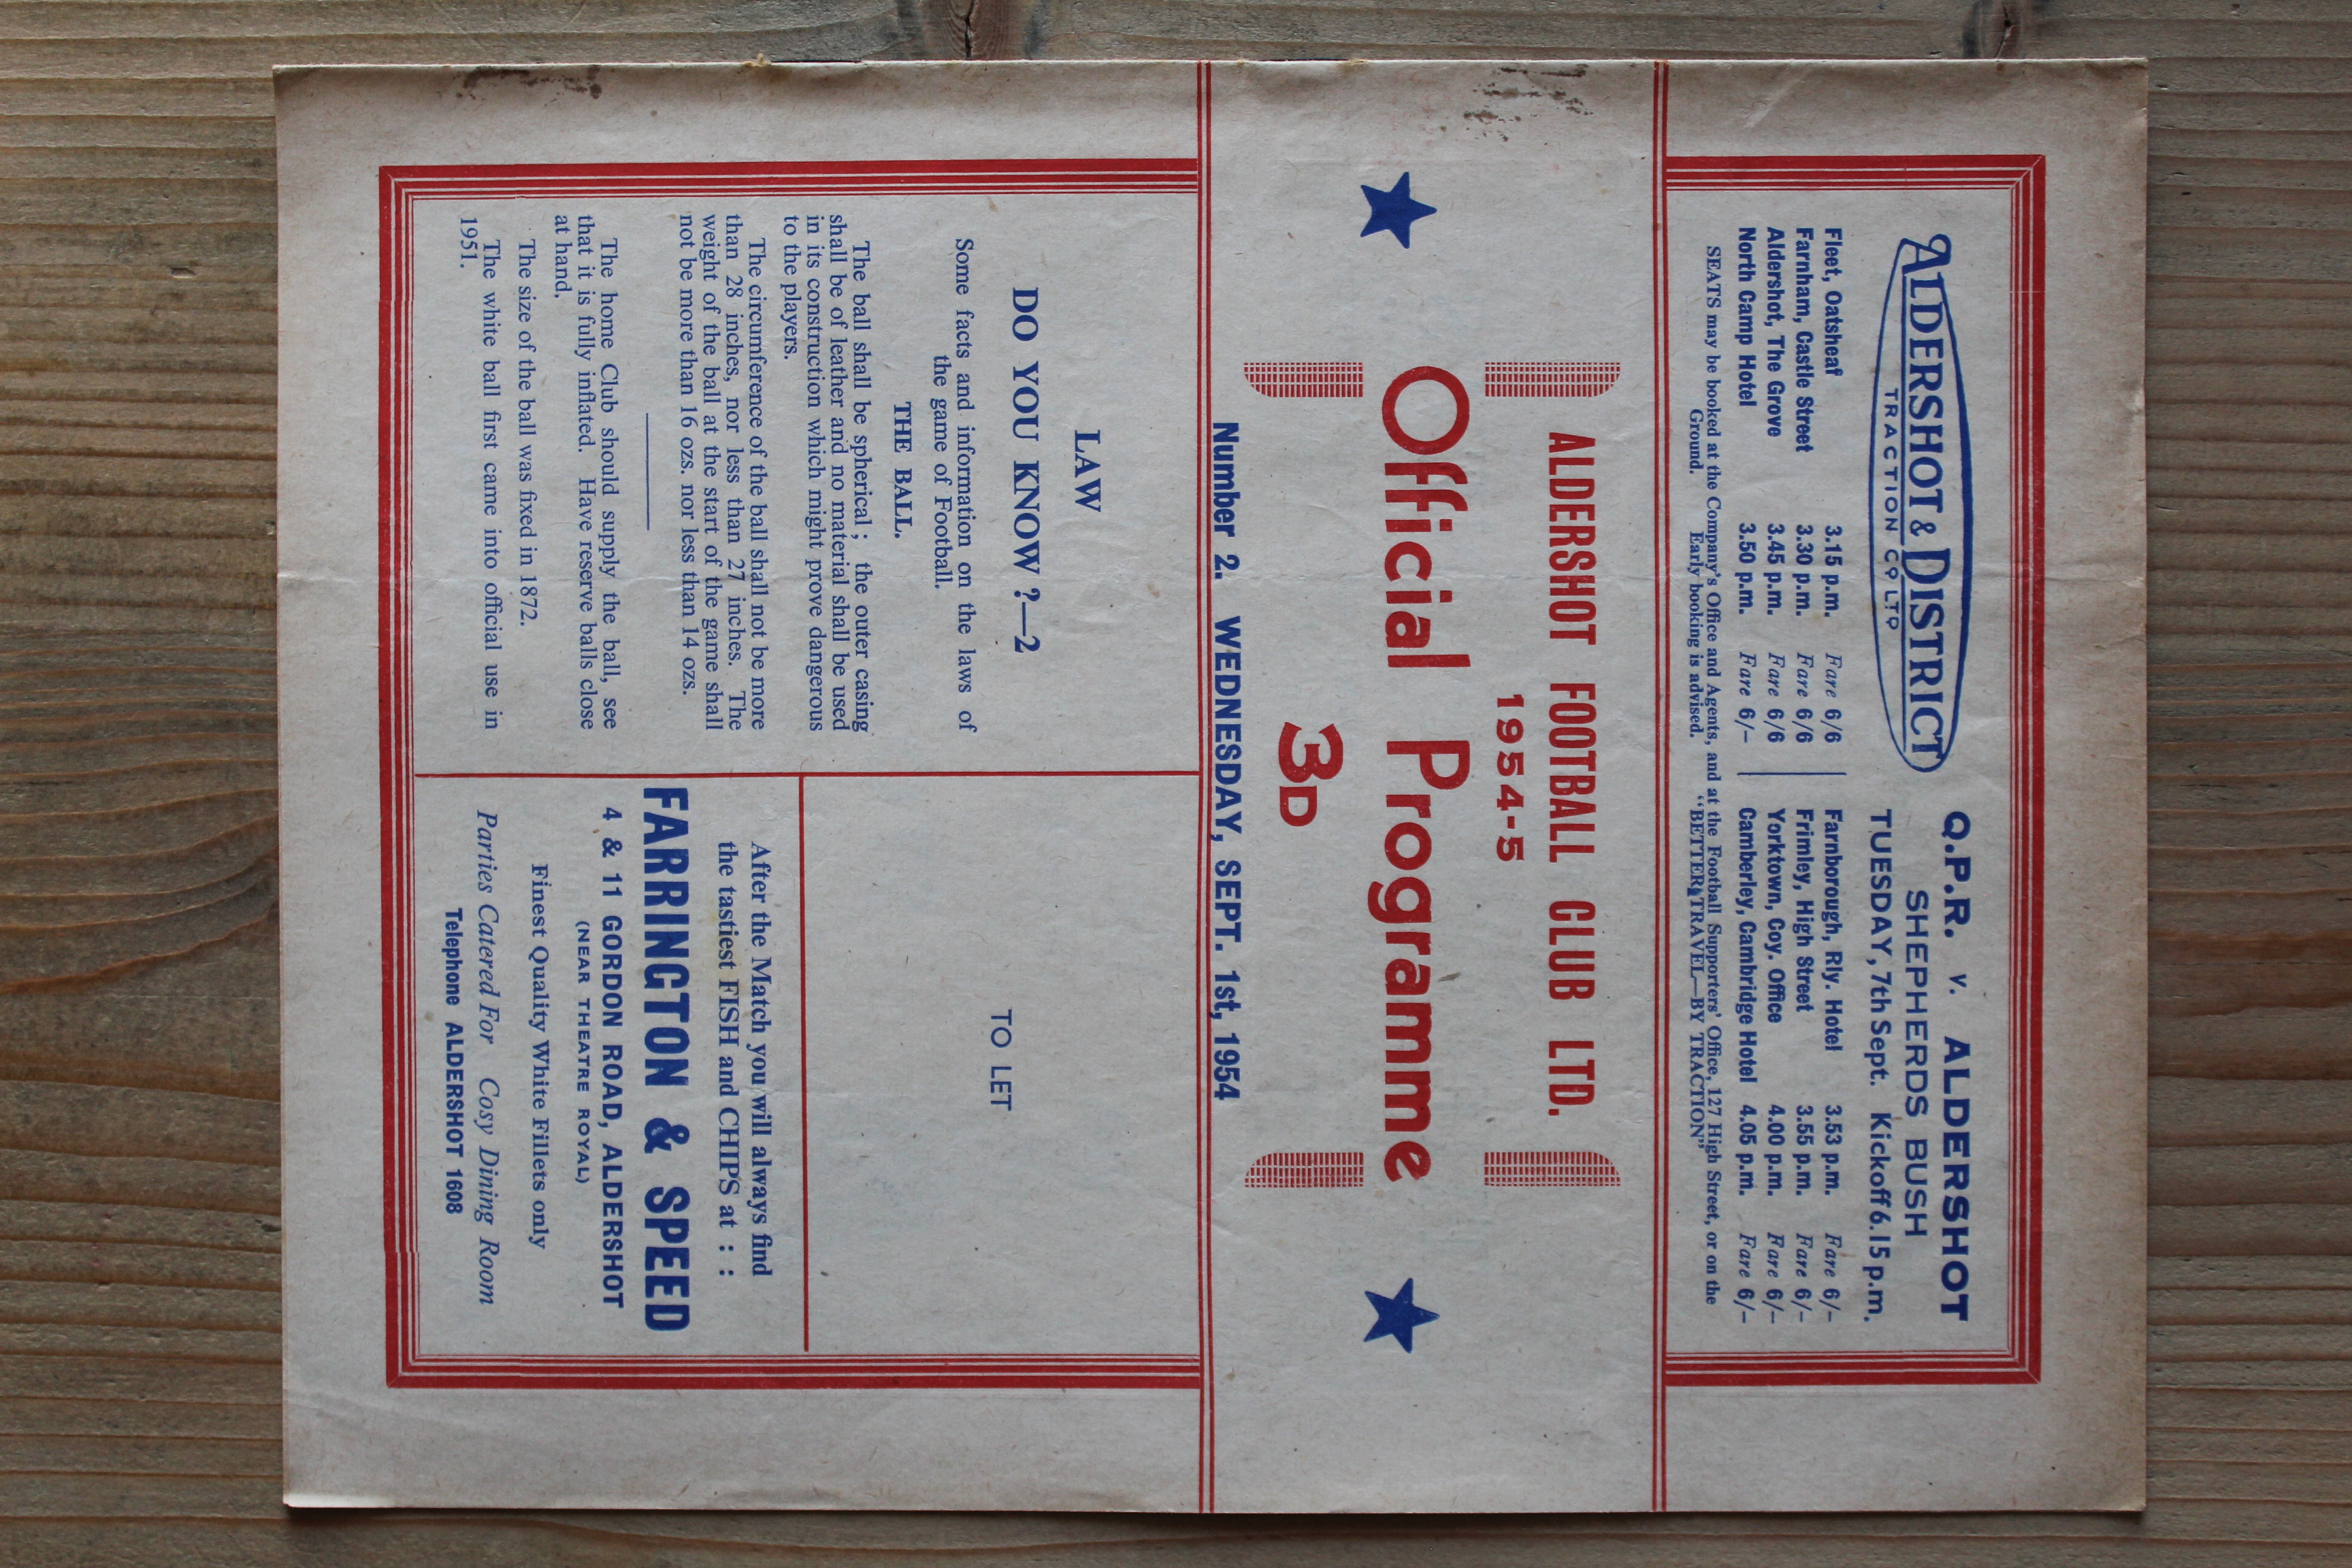 ALDERSHOT & DISTRICT
TRACTION CO LTD
Q.P.R. v. ALDERSHOT
SHEPHERDS BUSH
TUESDAY, 7th Sept. Kickoff 6.15 p.m.
Fleet, Oatsheaf 3.15 p.m. Fare 6/6
Farnham, Castle Street 3.30 p.m. Fare 6/6
Aldershot, The Grove 3.45 p.m. Fare 6/6
North Camp Hotel 3.50 p.m. Fare 6/-
Farnborough, Rly. Hotel 3.53 p.m. Fare 6/-
Frimley, High Street 3.55 p.m. Fare 6/-
Yorktown, Coy. Office 4.00 p.m. Fare 6/-
Camberley, Cambridge Hotel 4.05 p.m. Fare 6/-
SEATS may be booked at the Company's Office and Agents, and at the Football Supporters' Office, 127 High Street, or on the
Ground. Early booking is advised. "BETTER TRAVEL—BY TRACTION"
ALDERSHOT FOOTBALL CLUB LTD.
1954-5
Official Programme
3D
Number 2. WEDNESDAY, SEPT. 1st, 1954
LAW
DO YOU KNOW ?—2
Some facts and information on the laws of
the game of Football.
THE BALL.
The ball shall be spherical ; the outer casing
shall be of leather and no material shall be used
in its construction which might prove dangerous
to the players.
The circumference of the ball shall not be more
than 28 inches, nor less than 27 inches. The
weight of the ball at the start of the game shall
not be more than 16 ozs. nor less than 14 ozs.
The home Club should supply the ball, see
that it is fully inflated. Have reserve balls close
at hand.
The size of the ball was fixed in 1872.
The white ball first came into official use in
1951.
TO LET
After the Match you will always find
the tastiest FISH and CHIPS at : :
FARRINGTON & SPEED
4 & 11 GORDON ROAD, ALDERSHOT
(NEAR THEATRE ROYAL)
Finest Quality White Fillets only
Parties Catered For Cosy Dining Room
Telephone ALDERSHOT 1608